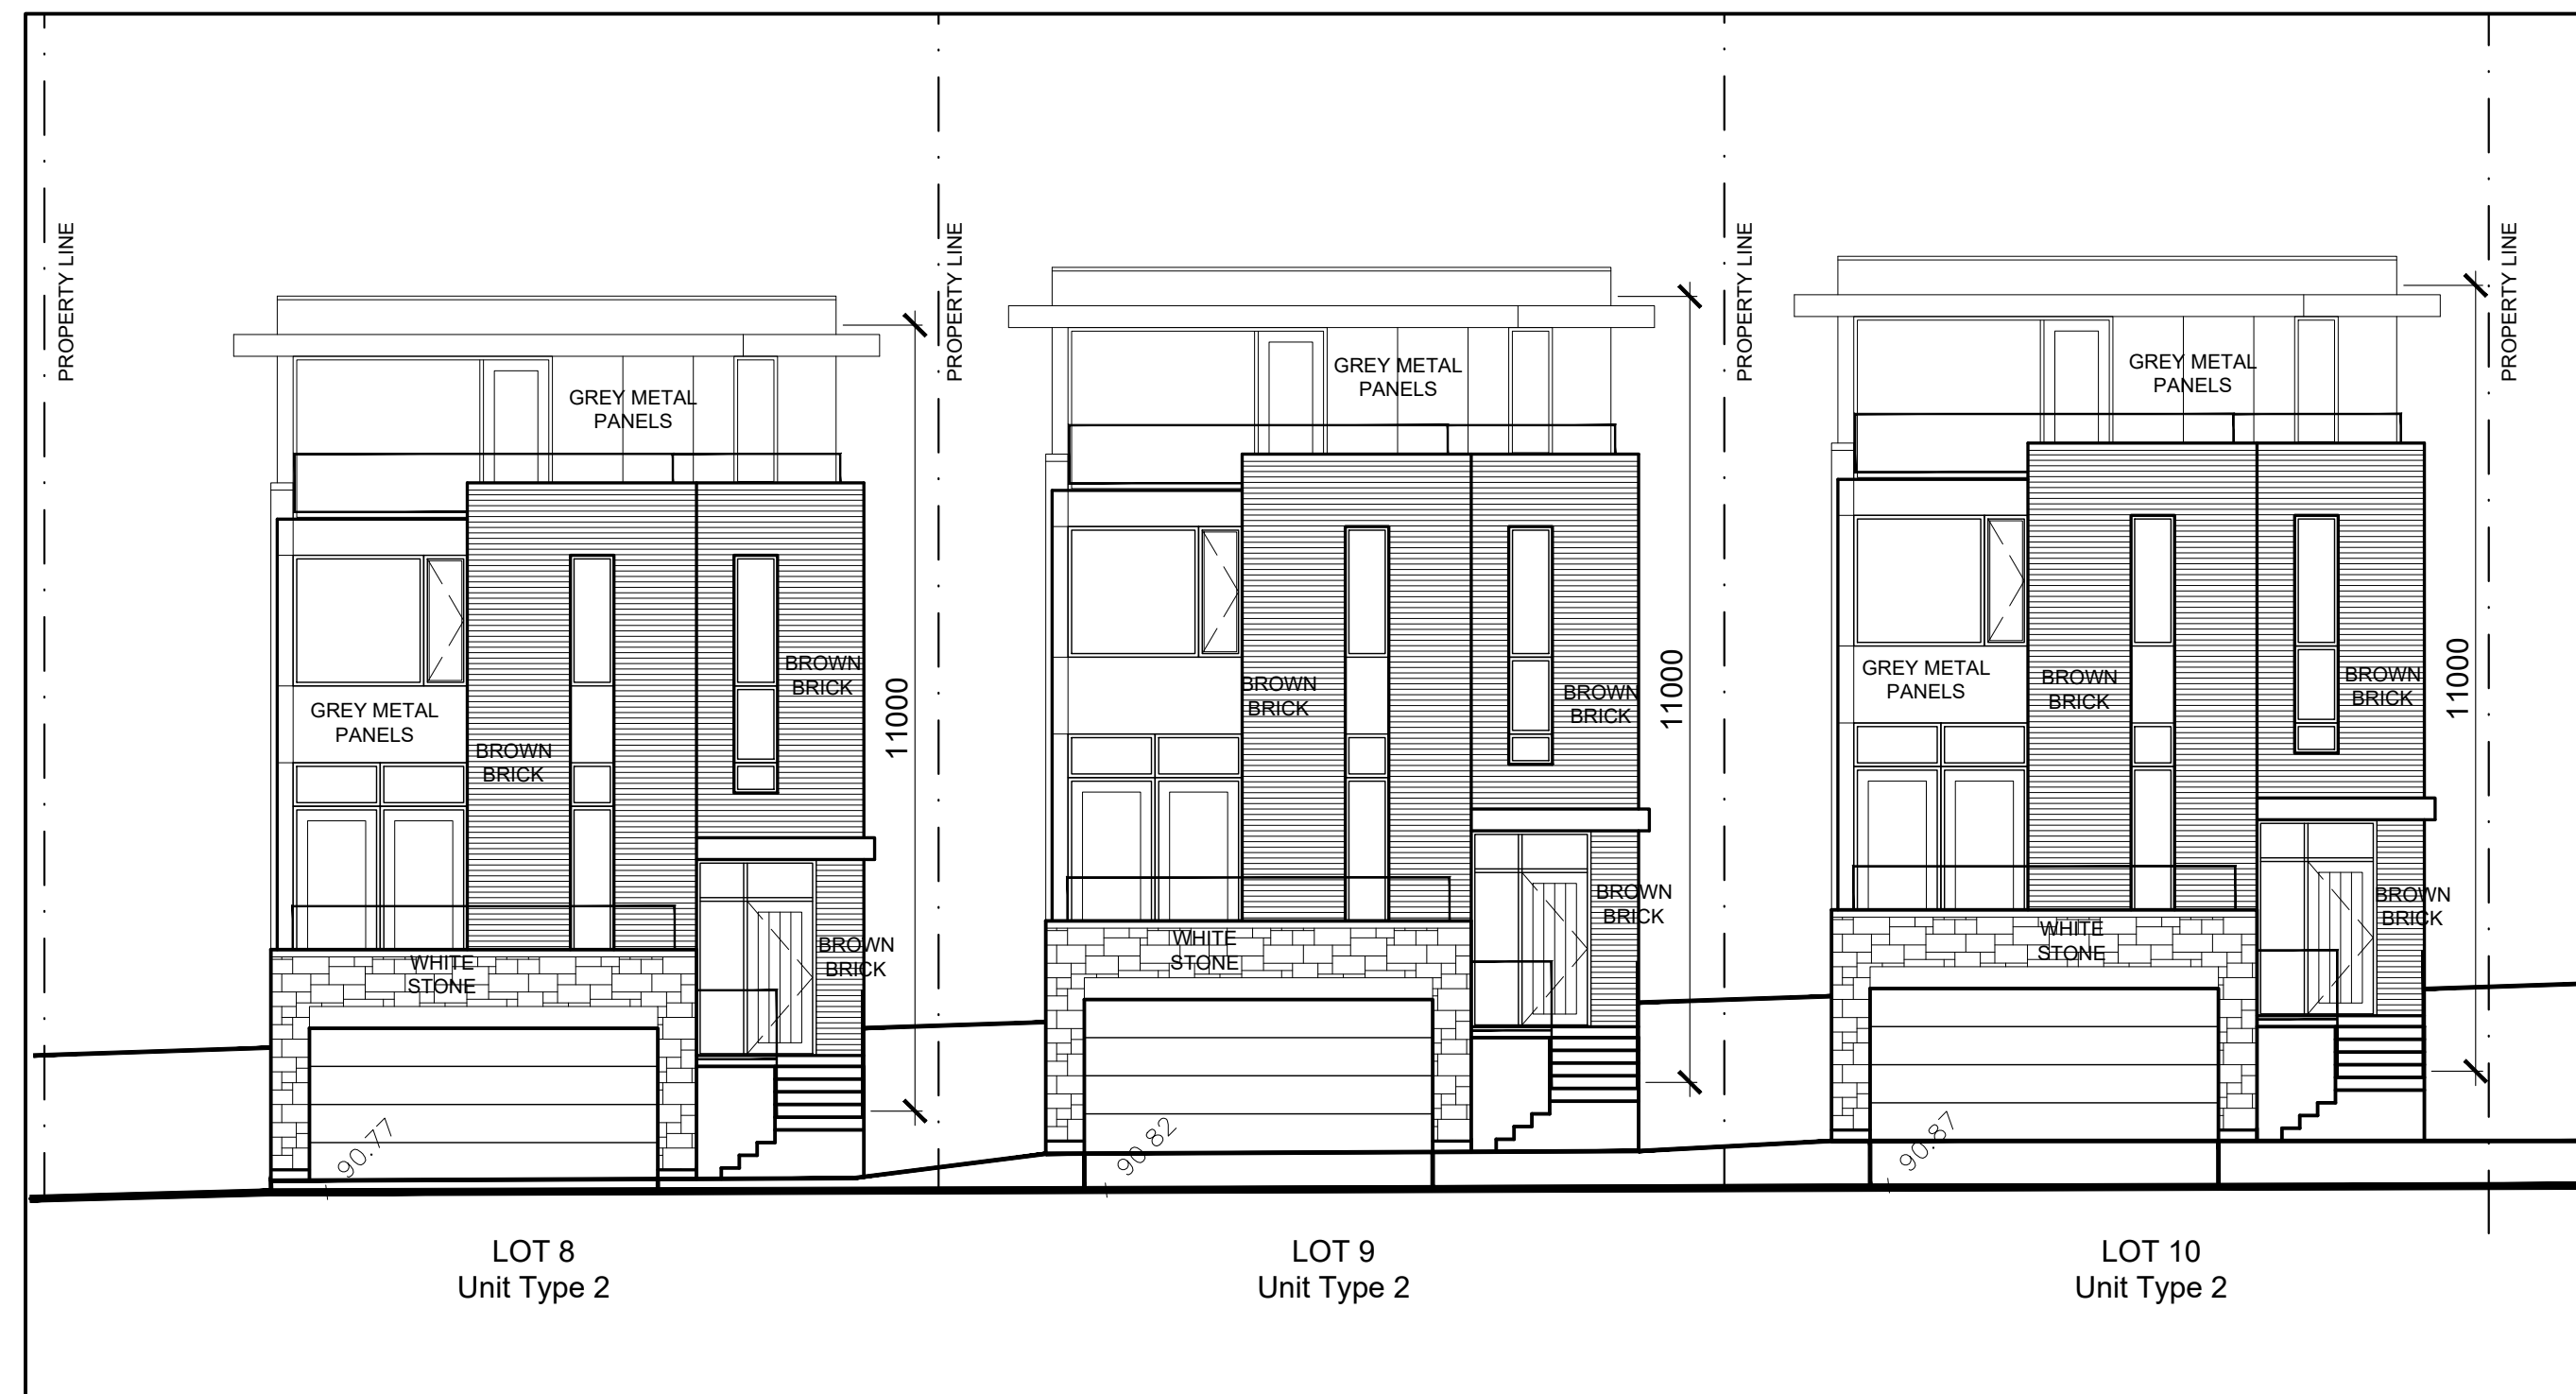 PROPERTY LINE
PROPERTY LINE
PROPERTY LINE
PROPERTY LINE
GREY METAL
PANELS
GREY METAL
PANELS
BROWN
BRICK
BROWN
BRICK
BROWN
BRICK
WHITE
STONE
11000
90.77
LOT 8
Unit Type 2
GREY METAL
PANELS
BROWN
BRICK
BROWN
BRICK
BROWN
BRICK
WHITE
STONE
11000
90.82
LOT 9
Unit Type 2
GREY METAL
PANELS
GREY METAL
PANELS
BROWN
BRICK
BROWN
BRICK
BROWN
BRICK
WHITE
STONE
11000
90.87
LOT 10
Unit Type 2